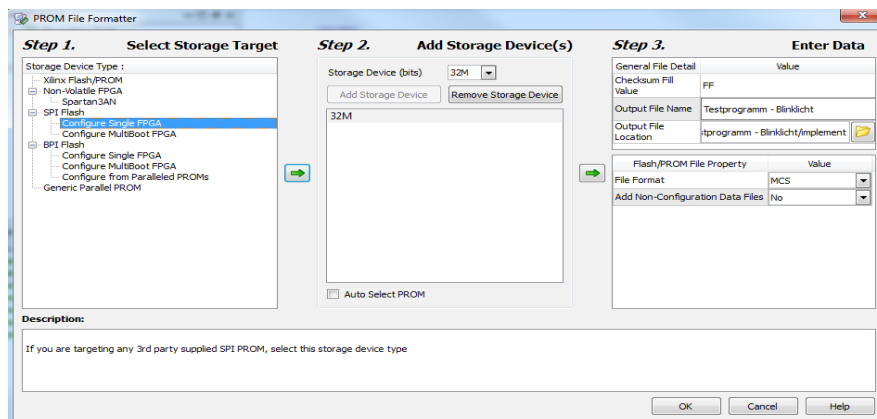 PROM File Formatter
Step 1. Select Storage Target
Storage Device Type :
Xilinx Flash/PROM
Non-Volatile FPGA
Spartan3AN
SPI Flash
Configure Single FPGA
Configure MultiBoot FPGA
BPI Flash
Configure Single FPGA
Configure MultiBoot FPGA
Configure from Paralleled PROMs
Generic Parallel PROM
Step 2. Add Storage Device(s)
Storage Device (bits) 32M
Add Storage Device Remove Storage Device
32M
Auto Select PROM
Step 3. Enter Data
General File Detail Value
Checksum Fill
Value FF
Output File Name Testprogramm - Blinklicht
Output File
Location stprogramm - Blinklicht/implement
Flash/PROM File Property Value
File Format MCS
Add Non-Configuration Data Files No
Description:
If you are targeting any 3rd party supplied SPI PROM, select this storage device type
OK Cancel Help